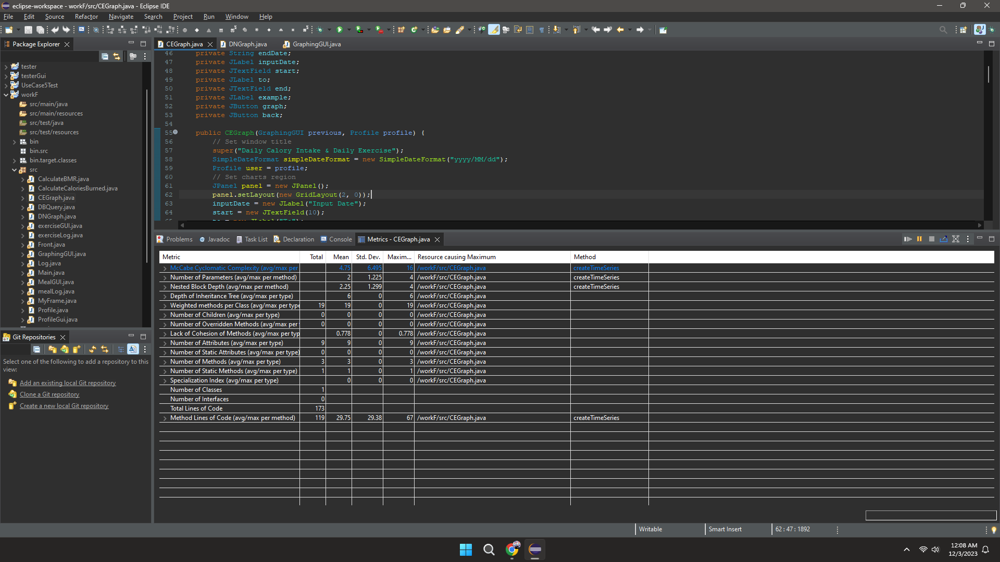 eclipse-workspace - workF/src/CEGraph.java - Eclipse IDE
File Edit Source Refactor Navigate Search Project Run Window Help
Package Explorer
tester
testerGui
UseCase5Test
workF
src/main/java
src/main/resources
src/test/java
src/test/resources
bin
bin.src
bin.target.classes
src
CalculateBMR.java
CalculateCaloriesBurned.java
CEGraph.java
DBQuery.java
DNGraph.java
exerciseGUI.java
exerciseLog.java
Front.java
GraphingGUI.java
Log.java
Main.java
MealGUI.java
mealLog.java
MyFrame.java
Profile.java
ProfileGui.java
Git Repositories
Select one of the following to add a repository to this
view:
Add an existing local Git repository
Clone a Git repository
Create a new local Git repository
CEGraph.java DNGraph.java GraphingGUI.java
46 private String endDate;
47 private JLabel inputDate;
48 private JTextField start;
49 private JLabel to;
50 private JTextField end;
51 private JLabel example;
52 private JButton graph;
53 private JButton back;
54
55 public CEGraph(GraphingGUI previous, Profile profile) {
56 // Set window title
57 super("Daily Calory Intake & Daily Exercise");
58 SimpleDateFormat simpleDateFormat = new SimpleDateFormat("yyyy/MM/dd");
59 Profile user = profile;
60 // Set charts region
61 JPanel panel = new JPanel();
62 panel.setLayout(new GridLayout(2, 0));
63 inputDate = new JLabel("Input Date");
64 start = new JTextField(10);
Problems Javadoc Task List Declaration Console Metrics - CEGraph.java
Metric Total Mean Std. Dev. Maxim... Resource causing Maximum Method
McCabe Cyclomatic Complexity (avg/max per 4.75 6.495 16 /workF/src/CEGraph.java createTimeSeries
Number of Parameters (avg/max per method) 2 1.225 4 /workF/src/CEGraph.java createTimeSeries
Nested Block Depth (avg/max per method) 2.25 1.299 4 /workF/src/CEGraph.java createTimeSeries
Depth of Inheritance Tree (avg/max per type) 6 0 6 /workF/src/CEGraph.java
Weighted methods per Class (avg/max per type 19 19 0 19 /workF/src/CEGraph.java
Number of Children (avg/max per type) 0 0 0 0 /workF/src/CEGraph.java
Number of Overridden Methods (avg/max per 0 0 0 0 /workF/src/CEGraph.java
Lack of Cohesion of Methods (avg/max per typ 0.778 0 0.778 /workF/src/CEGraph.java
Number of Attributes (avg/max per type) 9 9 0 9 /workF/src/CEGraph.java
Number of Static Attributes (avg/max per type) 0 0 0 0 /workF/src/CEGraph.java
Number of Methods (avg/max per type) 3 3 0 3 /workF/src/CEGraph.java
Number of Static Methods (avg/max per type) 1 1 0 1 /workF/src/CEGraph.java
Specialization Index (avg/max per type) 0 0 0 /workF/src/CEGraph.java
Number of Classes 1
Number of Interfaces 0
Total Lines of Code 173
Method Lines of Code (avg/max per method) 119 29.75 29.38 67 /workF/src/CEGraph.java createTimeSeries
Writable Smart Insert 62 : 47 : 1892
12:08 AM
12/3/2023